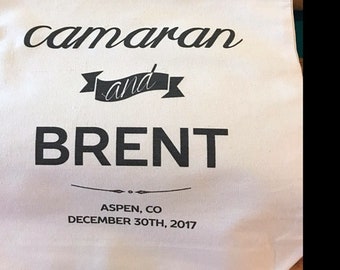 camaran
and
BRENT
ASPEN, CO
DECEMBER 30TH, 2017